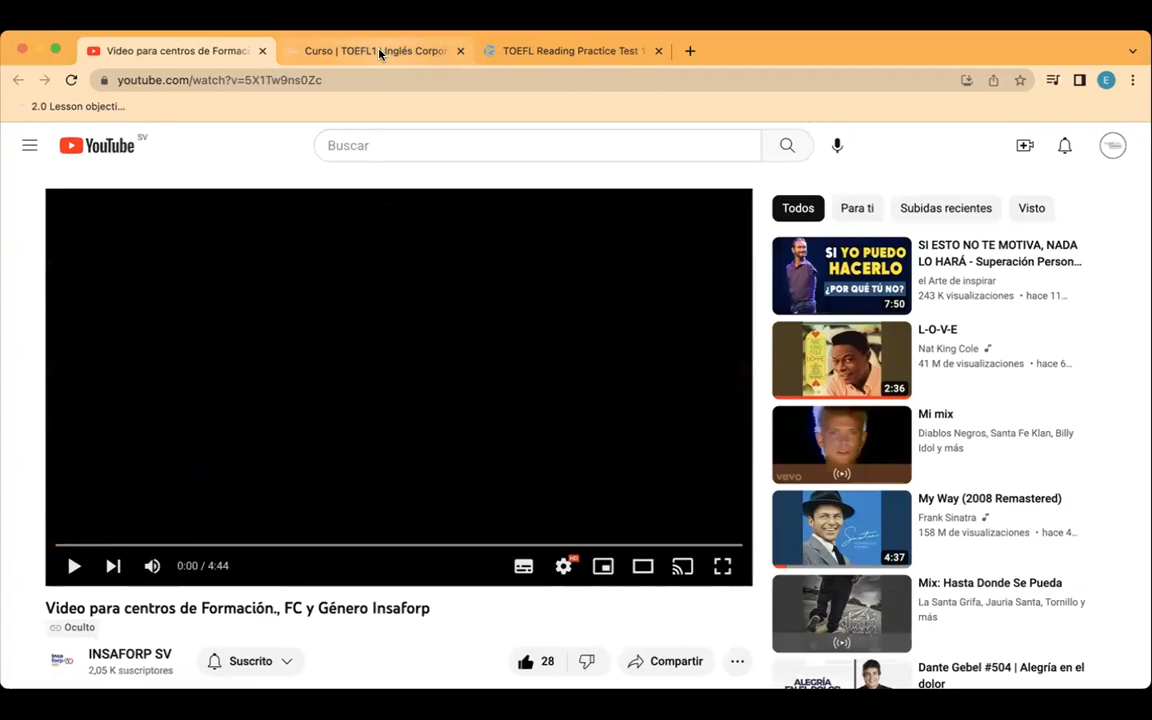 Video para centros de Formaci
Curso | TOEFL1 | Inglés Corpor
TOEFL Reading Practice Test 1
youtube.com/watch?v=5X1Tw9ns0Zc
E
2.0 Lesson objecti...
YouTube SV
Buscar
Todos
Para ti
Subidas recientes
Visto
SI YO PUEDO
HACERLO
¿POR QUÉ TÚ NO?
7:50
SI ESTO NO TE MOTIVA, NADA
LO HARÁ - Superación Person...
el Arte de inspirar
243 K visualizaciones • hace 11...
2:36
L-O-V-E
Nat King Cole
41 M de visualizaciones • hace 6...
vevo
Mi mix
Diablos Negros, Santa Fe Klan, Billy
Idol y más
Sinatra
4:37
My Way (2008 Remastered)
Frank Sinatra
158 M de visualizaciones • hace 4...
Mix: Hasta Donde Se Pueda
La Santa Grifa, Jauria Santa, Tornillo y
más
ALEGRÍA
Dante Gebel #504 | Alegría en el
dolor
0:00 / 4:44
HD
Video para centros de Formación., FC y Género Insaforp
Oculto
Insa
forp
INSAFORP SV
2,05 K suscriptores
Suscrito
28
Compartir